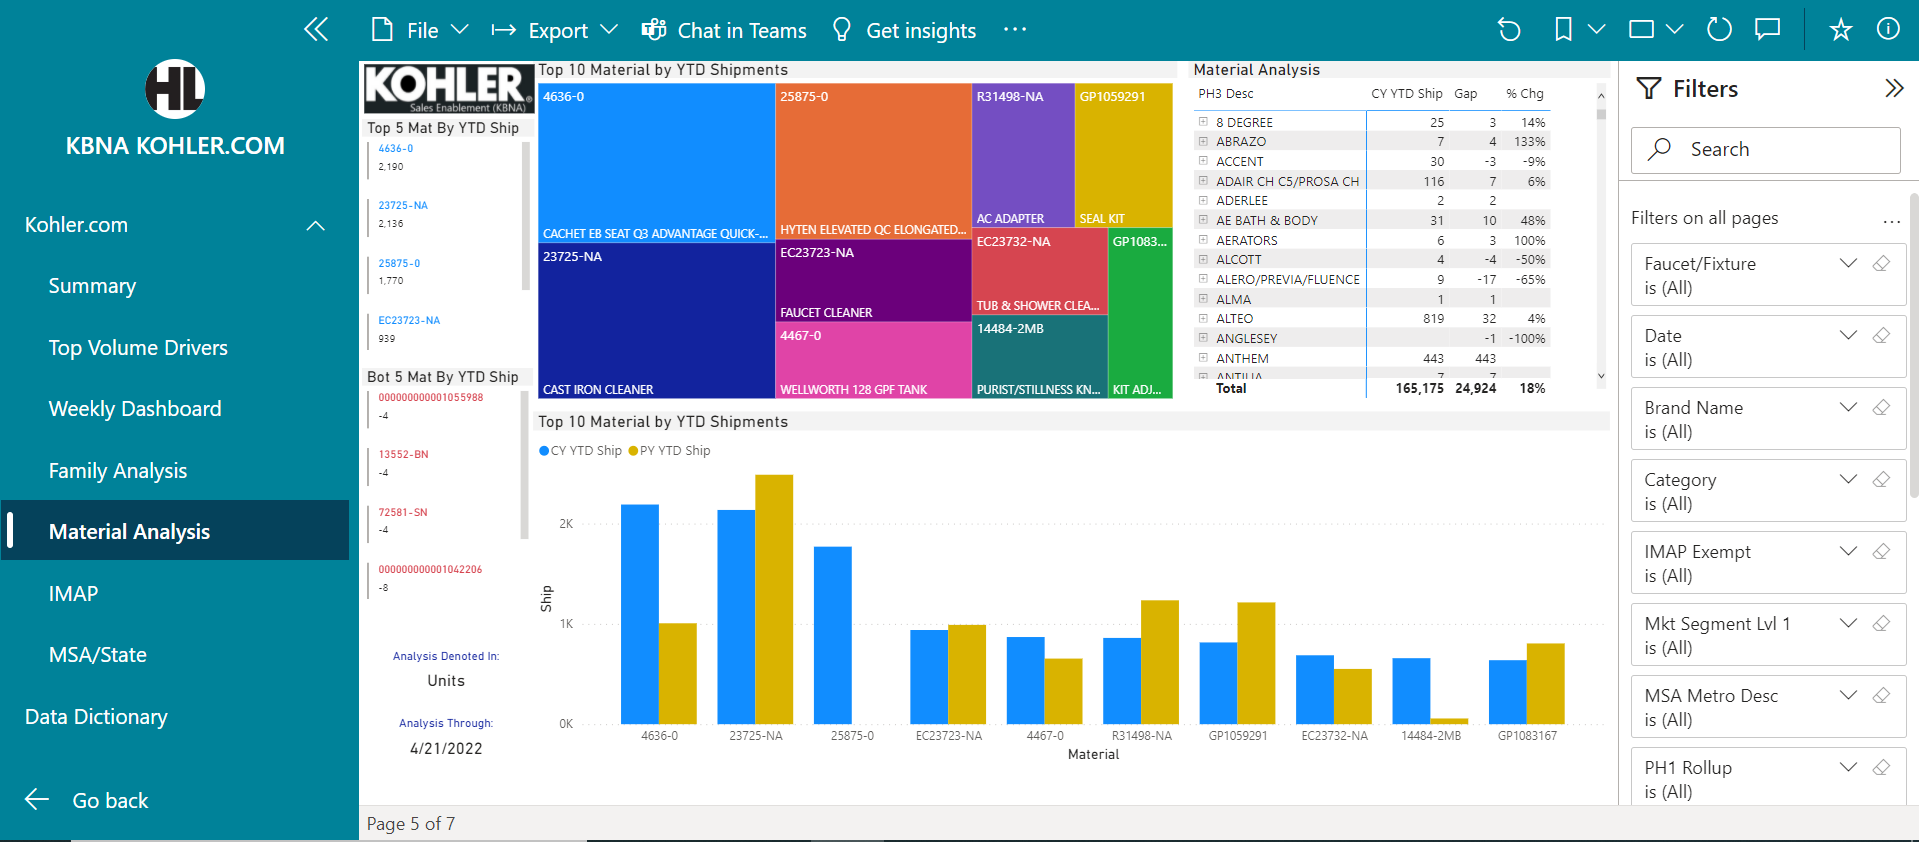 File
Export
Chat in Teams
Get insights
HL
KBNA KOHLER.COM
Kohler.com
Summary
Top Volume Drivers
Weekly Dashboard
Family Analysis
Material Analysis
IMAP
MSA/State
Data Dictionary
Go back
KOHLER®
Sales Enablement (KBNA)
Top 5 Mat By YTD Ship
4636-0
2,190
23725-NA
2,136
25875-0
1,770
EC23723-NA
939
Bot 5 Mat By YTD Ship
000000000001055988
-4
13552-BN
-4
72581-SN
-4
000000000001042206
-8
Analysis Denoted In:
Units
Analysis Through:
4/21/2022
Top 10 Material by YTD Shipments
4636-0
CACHET EB SEAT Q3 ADVANTAGE QUICK-...
23725-NA
CAST IRON CLEANER
25875-0
HYTEN ELEVATED QC ELONGATED...
EC23723-NA
FAUCET CLEANER
4467-0
WELLWORTH 128 GPF TANK
R31498-NA
AC ADAPTER
GP1059291
SEAL KIT
EC23732-NA
TUB & SHOWER CLEA...
14484-2MB
PURIST/STILLNESS KN...
GP1083...
KIT ADJ...
Material Analysis
PH3 Desc CY YTD Ship Gap % Chg
8 DEGREE 25 3 14%
ABRAZO 7 4 133%
ACCENT 30 -3 -9%
ADAIR CH C5/PROSA CH 116 7 6%
ADERLEE 2 2
AE BATH & BODY 31 10 48%
AERATORS 6 3 100%
ALCOTT 4 -4 -50%
ALERO/PREVIA/FLUENCE 9 -17 -65%
ALMA 1 1
ALTEO 819 32 4%
ANGLESEY -1 -100%
ANTHEM 443 443
ANTILIA 7 7
Total 165,175 24,924 18%
Top 10 Material by YTD Shipments
CY YTD Ship PY YTD Ship
Ship
2K
1K
0K
4636-0 23725-NA 25875-0 EC23723-NA 4467-0 R31498-NA GP1059291 EC23732-NA 14484-2MB GP1083167
Material
Page 5 of 7
Filters
Search
Filters on all pages
Faucet/Fixture
is (All)
Date
is (All)
Brand Name
is (All)
Category
is (All)
IMAP Exempt
is (All)
Mkt Segment Lvl 1
is (All)
MSA Metro Desc
is (All)
PH1 Rollup
is (All)